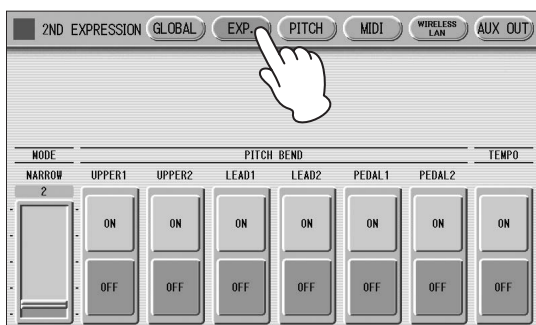 2ND EXPRESSION GLOBAL EXP. PITCH MIDI WIRELESS LAN AUX OUT
MODE PITCH BEND TEMPO
NARROW UPPER1 UPPER2 LEAD1 LEAD2 PEDAL1 PEDAL2
2
ON ON ON ON ON ON ON
OFF OFF OFF OFF OFF OFF OFF